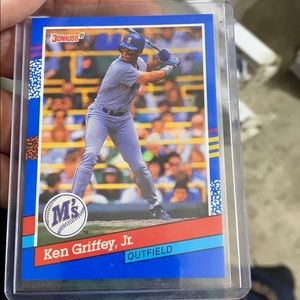 DONRUSS '91
M's
Ken Griffey, Jr.
OUTFIELD